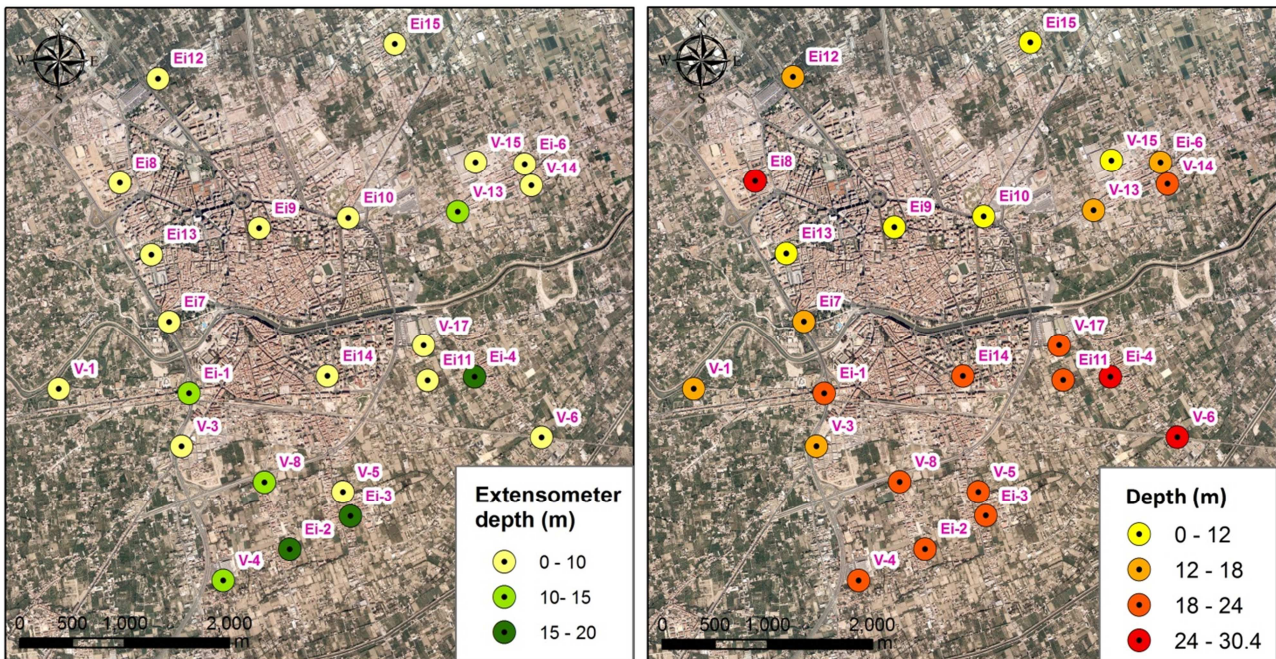 N
W E
S
Ei15
Ei12
V-15
Ei-6
V-14
Ei8
V-13
Ei10
Ei9
Ei13
Ei7
V-17
Ei14
Ei11
Ei-4
V-1
Ei-1
V-6
V-3
V-8
V-5
Ei-3
Ei-2
V-4
0 500 1.000 2.000
m
Extensometer
depth (m)
0 - 10
10- 15
15 - 20
N
W E
S
Ei15
Ei12
V-15
Ei-6
V-14
Ei8
V-13
Ei10
Ei9
Ei13
Ei7
V-17
Ei14
Ei11
Ei-4
V-1
Ei-1
V-6
V-3
V-8
V-5
Ei-3
Ei-2
V-4
0 500 1.000 2.000
m
Depth (m)
0 - 12
12 - 18
18 - 24
24 - 30.4